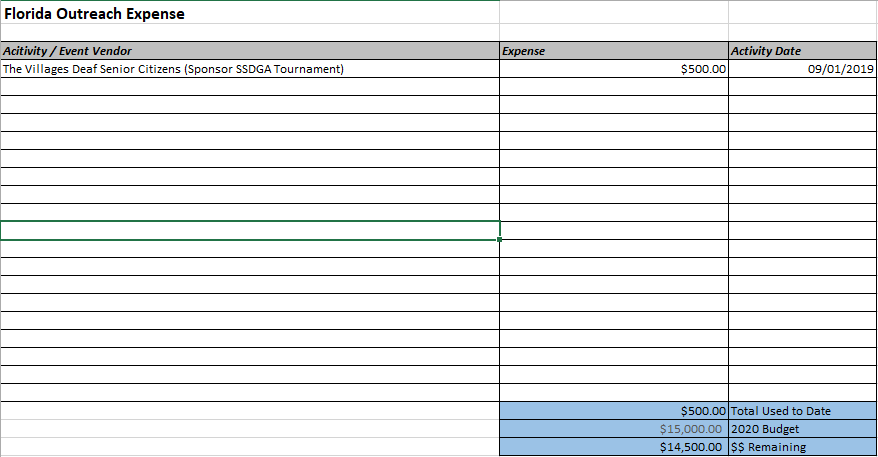 Florida Outreach Expense
Acitivity / Event Vendor Expense Activity Date
The Villages Deaf Senior Citizens (Sponsor SSDGA Tournament) $500.00 09/01/2019
$500.00 Total Used to Date
$15,000.00 2020 Budget
$14,500.00 $$ Remaining